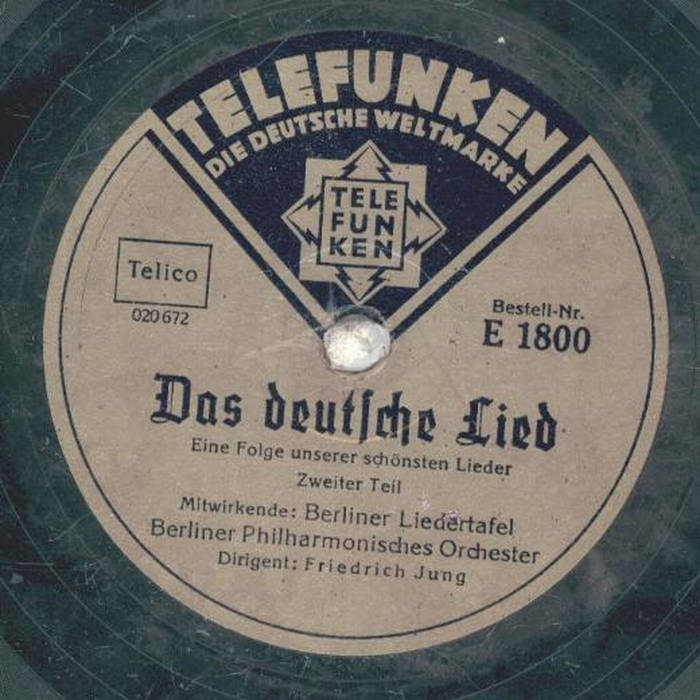 TELEFUNKEN
DIE DEUTSCHE WELTMARKE
TELE
FUN
KEN
Telico
020672
Bestell-Nr.
E 1800
Das deutſche Lied
Eine Folge unserer schönsten Lieder
Zweiter Teil
Mitwirkende: Berliner Liedertafel
Berliner Philharmonisches Orchester
Dirigent: Friedrich Jung